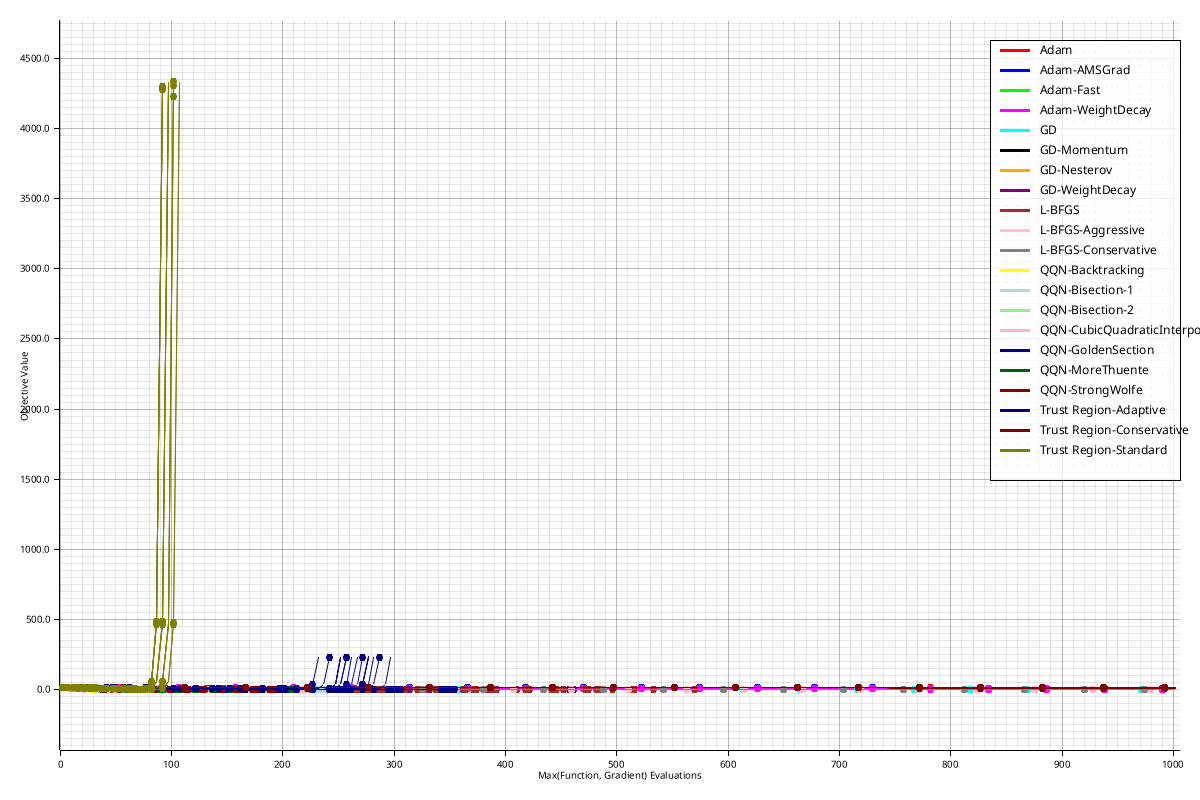 4500.0
4000.0
3500.0
3000.0
2500.0
2000.0
1500.0
1000.0
500.0
0.0
Objective Value
0
100
200
300
400
500
600
700
800
900
1000
Max(Function, Gradient) Evaluations
Adam
Adam-AMSGrad
Adam-Fast
Adam-WeightDecay
GD
GD-Momentum
GD-Nesterov
GD-WeightDecay
L-BFGS
L-BFGS-Aggressive
L-BFGS-Conservative
QQN-Backtracking
QQN-Bisection-1
QQN-Bisection-2
QQN-CubicQuadraticInterpo
QQN-GoldenSection
QQN-MoreThuente
QQN-StrongWolfe
Trust Region-Adaptive
Trust Region-Conservative
Trust Region-Standard